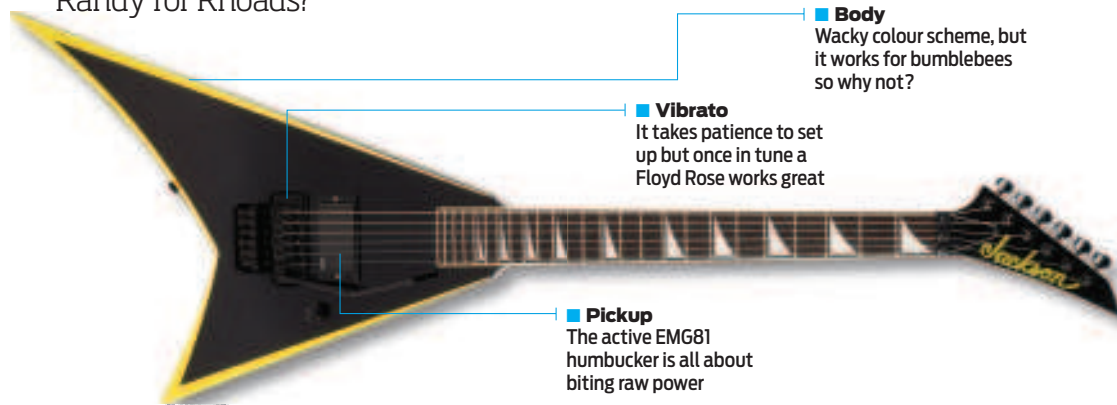 Randy for Rhoads?
Body
Wacky colour scheme, but
it works for bumblebees
so why not?
Vibrato
It takes patience to set
up but once in tune a
Floyd Rose works great
Jackson
Pickup
The active EMG81
humbucker is all about
biting raw power